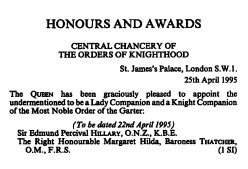 HONOURS AND AWARDS
CENTRAL CHANCERY OF
THE ORDERS OF KNIGHTHOOD
St. James's Palace, London S.W.1.
25th April 1995
The QUEEN has been graciously pleased to appoint the
undermentioned to be a Lady Companion and a Knight Companion
of the Most Noble Order of the Garter:
(To be dated 22nd April 1995)
Sir Edmund Percival HILLARY, O.N.Z., K.B.E.
The Right Honourable Margaret Hilda, Baroness THATCHER,
O.M., F.R.S. (1 SI)